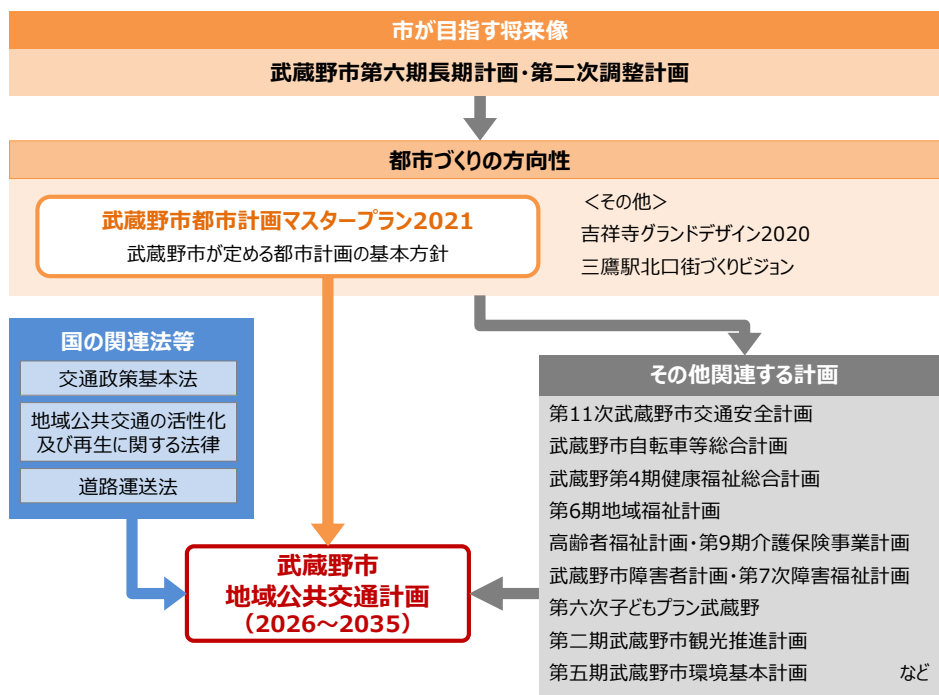 市が目指す将来像
武蔵野市第六期長期計画・第二次調整計画
都市づくりの方向性
武蔵野市都市計画マスタープラン2021
武蔵野市が定める都市計画の基本方針
＜その他＞
吉祥寺グランドデザイン2020
三鷹駅北口街づくりビジョン
国の関連法等
交通政策基本法
地域公共交通の活性化
及び再生に関する法律
道路運送法
その他関連する計画
第11次武蔵野市交通安全計画
武蔵野市自転車等総合計画
武蔵野第4期健康福祉総合計画
第6期地域福祉計画
高齢者福祉計画・第9期介護保険事業計画
武蔵野市障害者計画・第7次障害福祉計画
第六次子どもプラン武蔵野
第二期武蔵野市観光推進計画
第五期武蔵野市環境基本計画 など
武蔵野市
地域公共交通計画
（2026～2035）